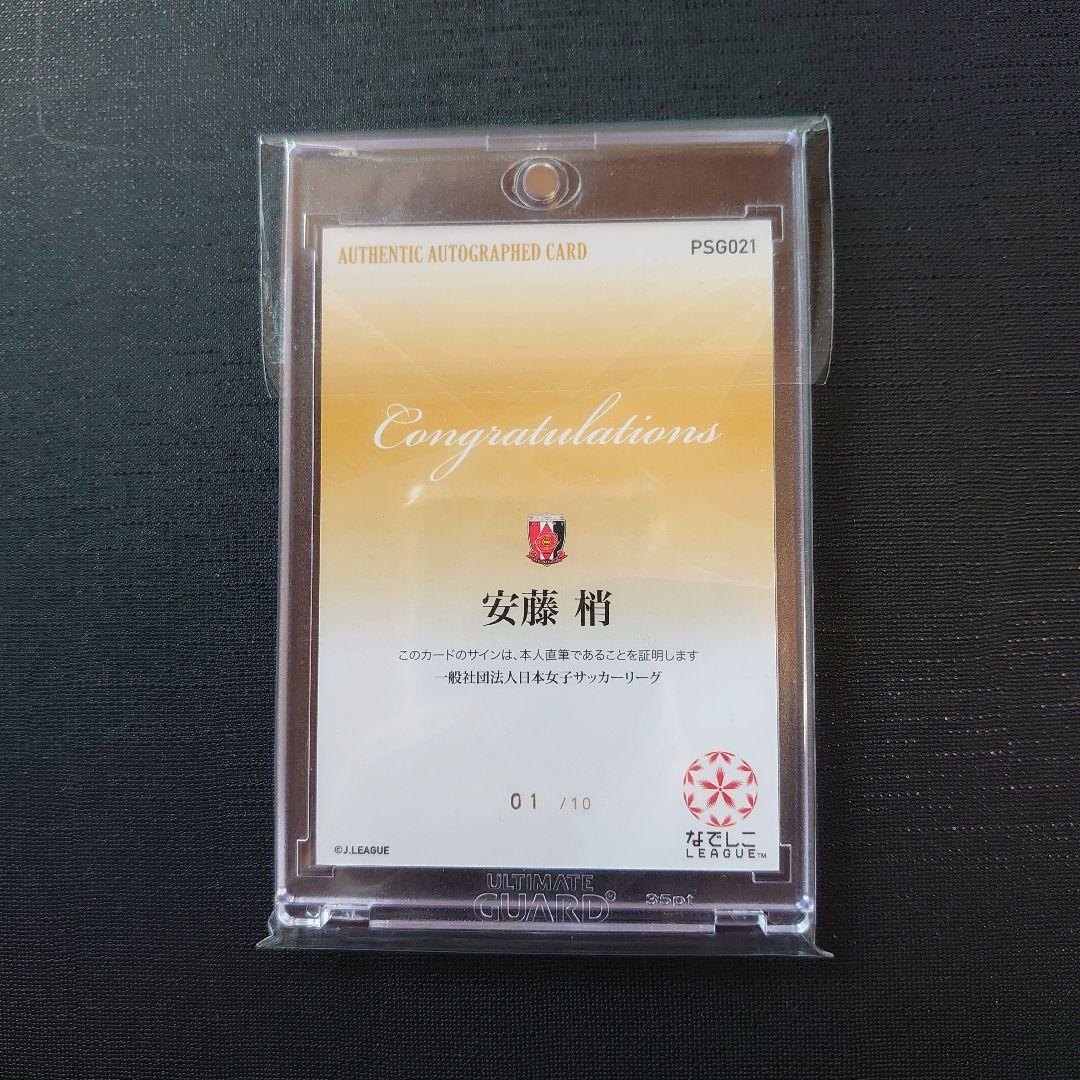 AUTHENTIC AUTOGRAPHED CARD
PSG021
Congratulations
安藤 梢
このカードのサインは、本人直筆であることを証明します
一般社団法人日本女子サッカーリーグ
01 /10
なでしこ
LEAGUE™
©J.LEAGUE
ULTIMATE
GUARD®
35pt